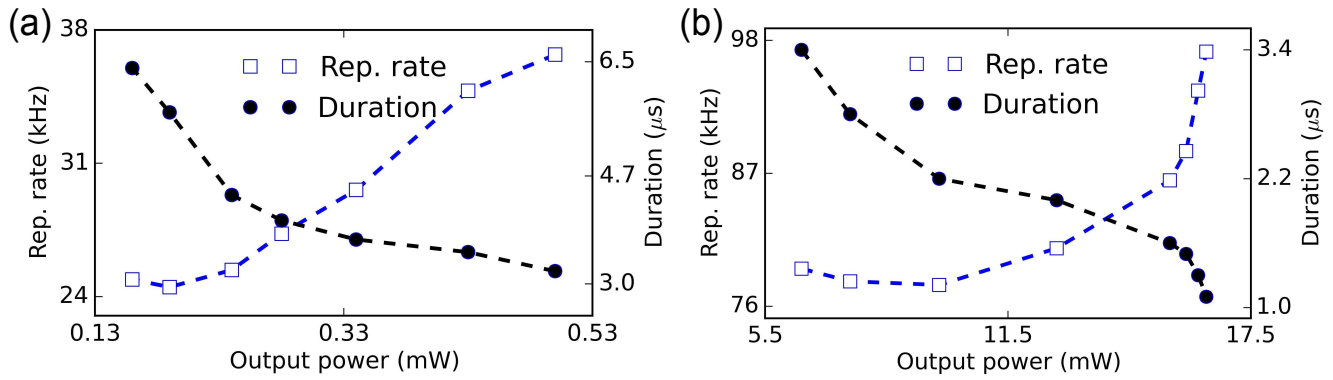 (a)
38
31
24
Rep. rate (kHz)
Rep. rate
Duration
6.5
4.7
3.0
Duration (μs)
0.13
0.33
0.53
Output power (mW)
(b)
98
87
76
Rep. rate (kHz)
Rep. rate
Duration
3.4
2.2
1.0
Duration (μs)
5.5
11.5
17.5
Output power (mW)